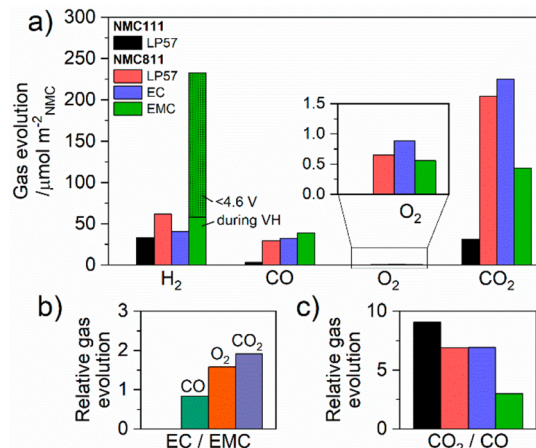 a)
300
250
200
150
100
50
0
Gas evolution
/μmol m⁻²NMC
NMC111
LP57
NMC811
LP57
EC
EMC
<4.6 V
during VH
1.5
1.0
0.5
0.0
O₂
H₂ CO O₂ CO₂
b)
3
2
1
0
Relative gas
evolution
CO O₂ CO₂
EC / EMC
c)
10
5
0
Relative gas
evolution
CO₂ / CO